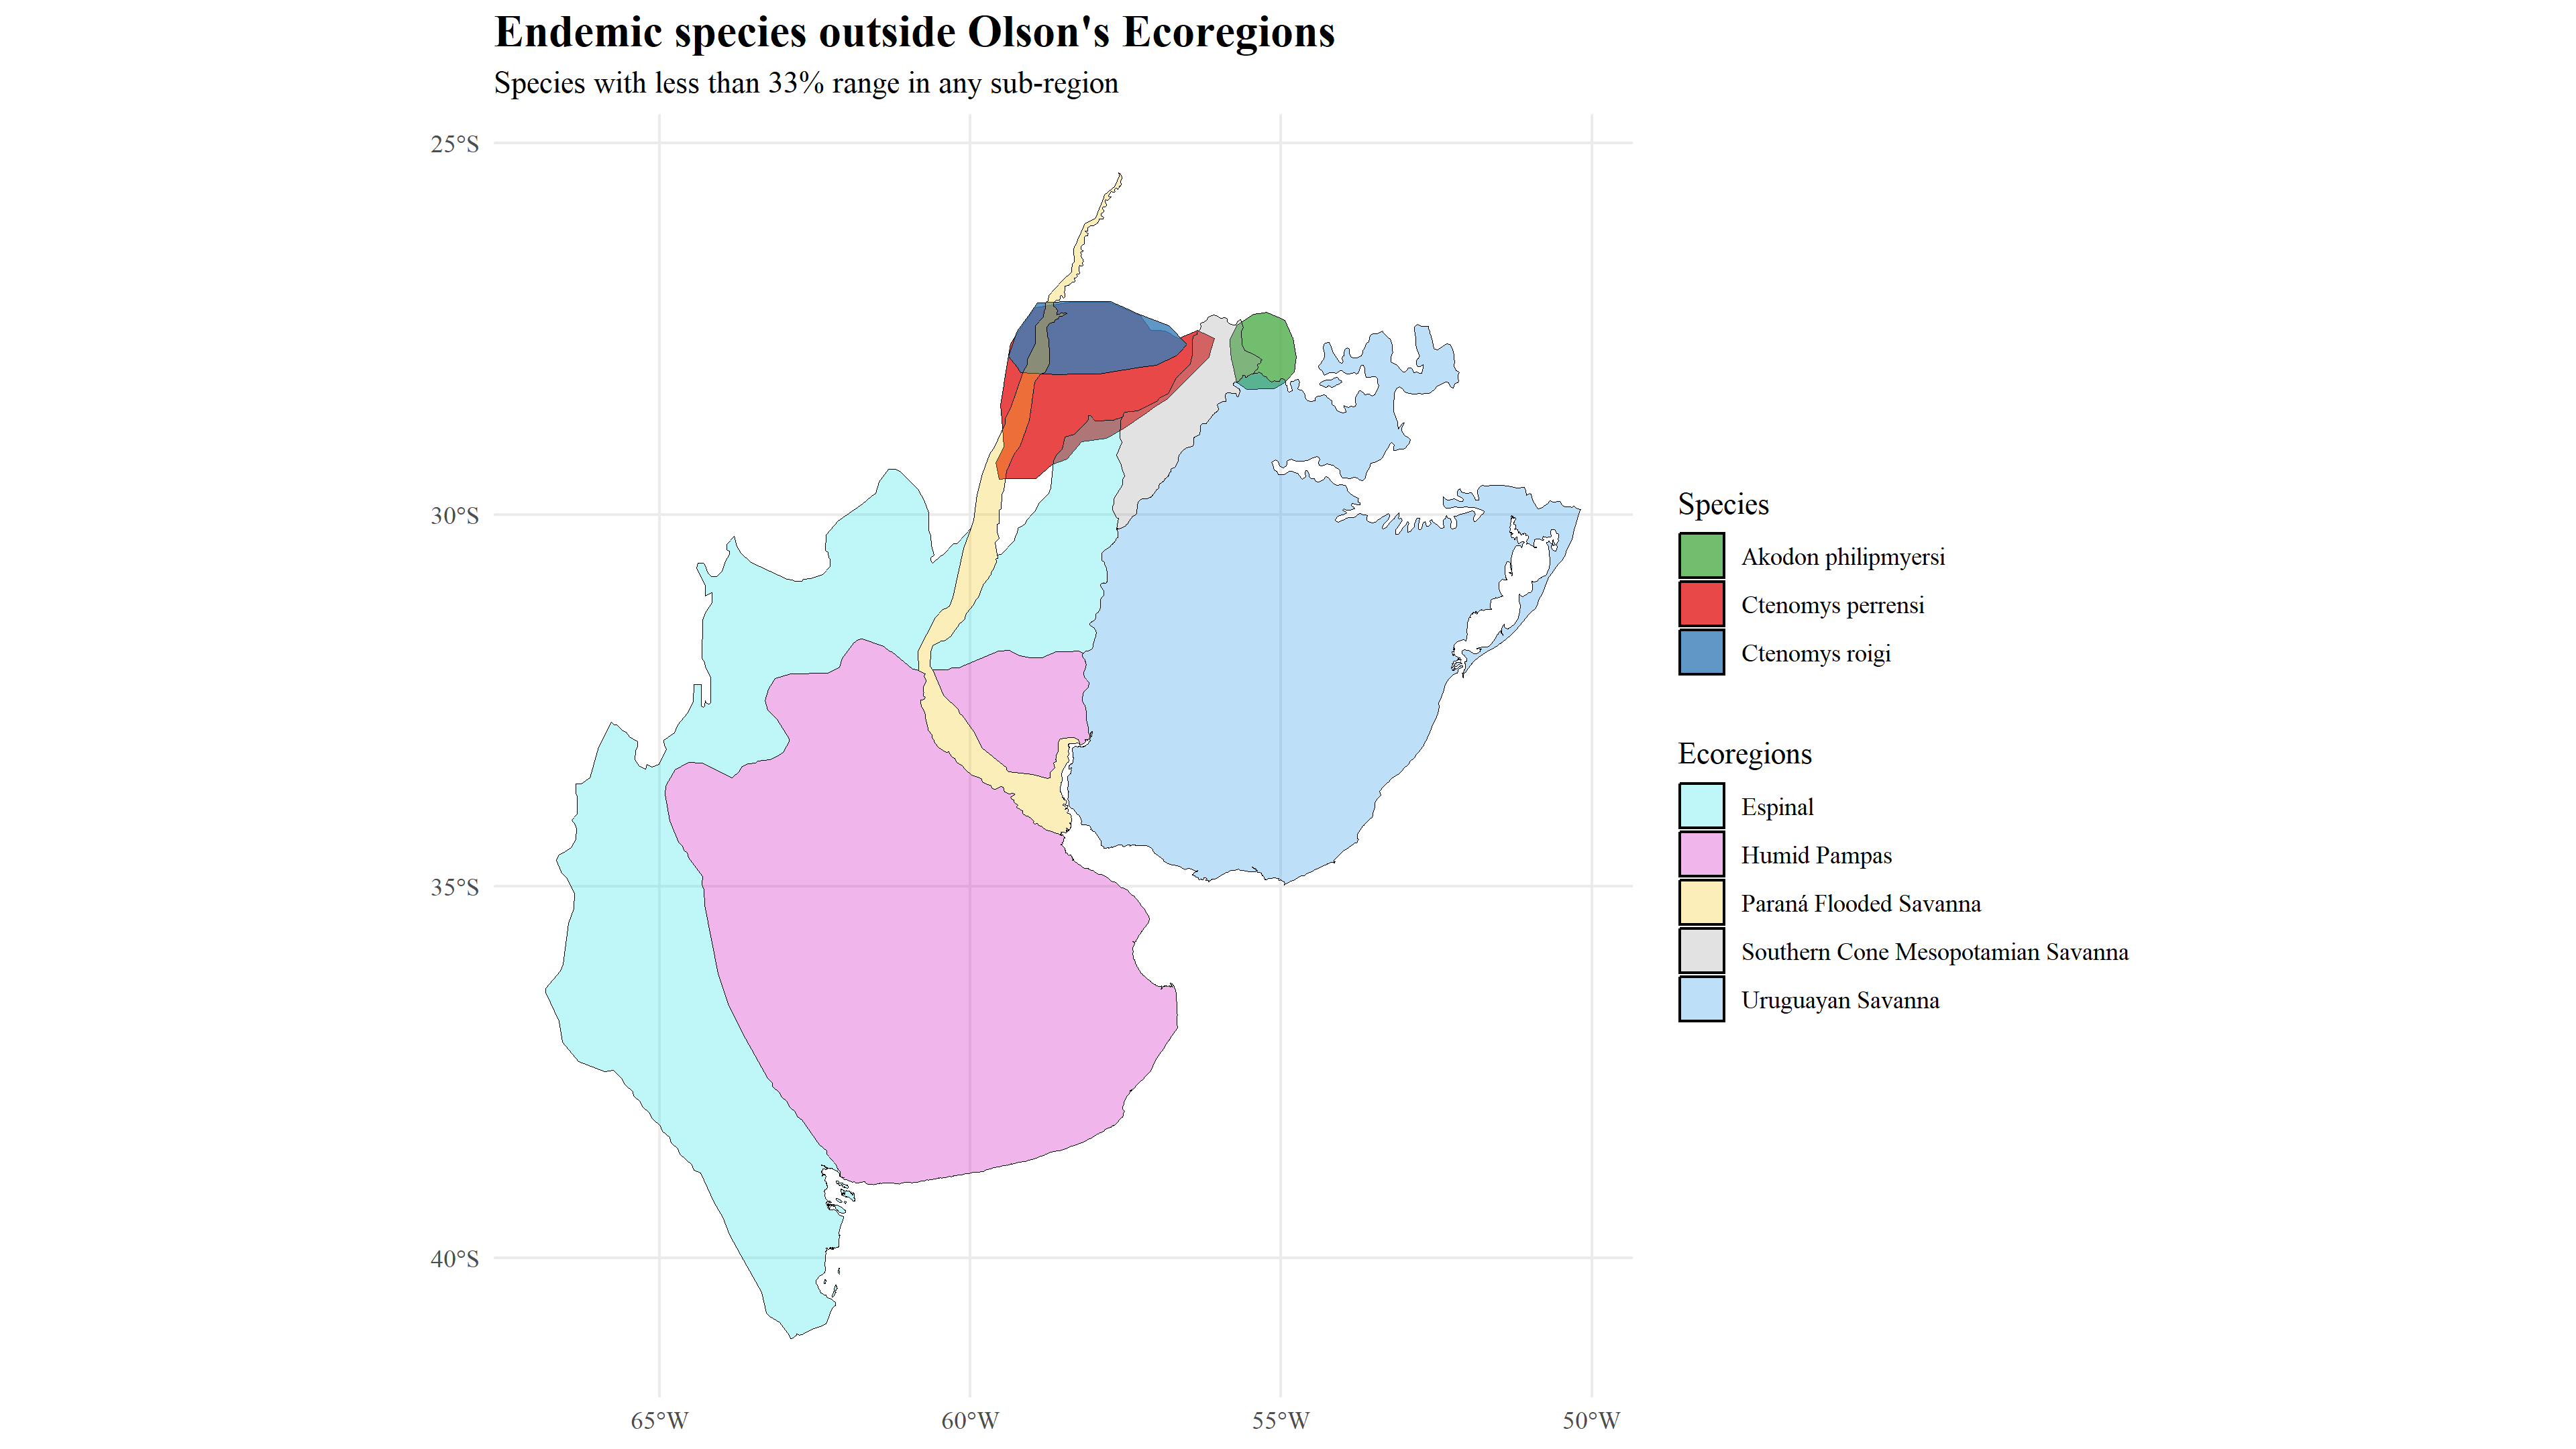 Endemic species outside Olson's Ecoregions
Species with less than 33% range in any sub-region
25°S
30°S
35°S
40°S
65°W
60°W
55°W
50°W
Species
Akodon philipmyersi
Ctenomys perrensi
Ctenomys roigi
Ecoregions
Espinal
Humid Pampas
Paraná Flooded Savanna
Southern Cone Mesopotamian Savanna
Uruguayan Savanna